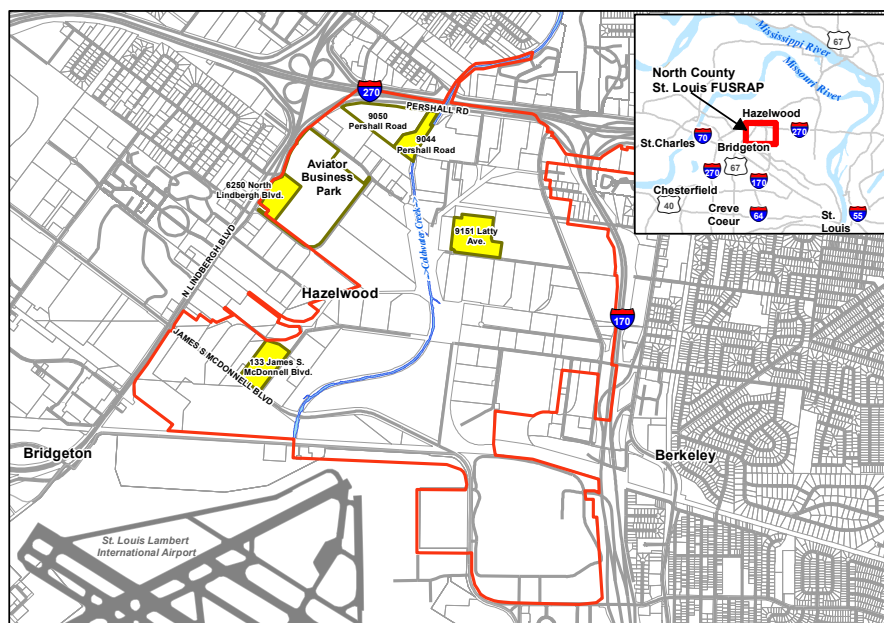 270
PERSHALL RD
9050
Pershall Road
9044
Pershall Road
Aviator
Business
Park
6250 North
Lindbergh Blvd.
N LINDBERGH BLVD
-->Coldwater Creek-->
9151 Latty
Ave.
Hazelwood
170
JAMES S MCDONNELL BLVD
133 James S.
McDonnell Blvd.
Bridgeton
Berkeley
St. Louis Lambert
International Airport
Mississippi River
67
Missouri River
North County
St. Louis FUSRAP
Hazelwood
270
70
St.Charles
Bridgeton
270
67
170
Chesterfield
40
Creve
Coeur
64
St.
Louis
55